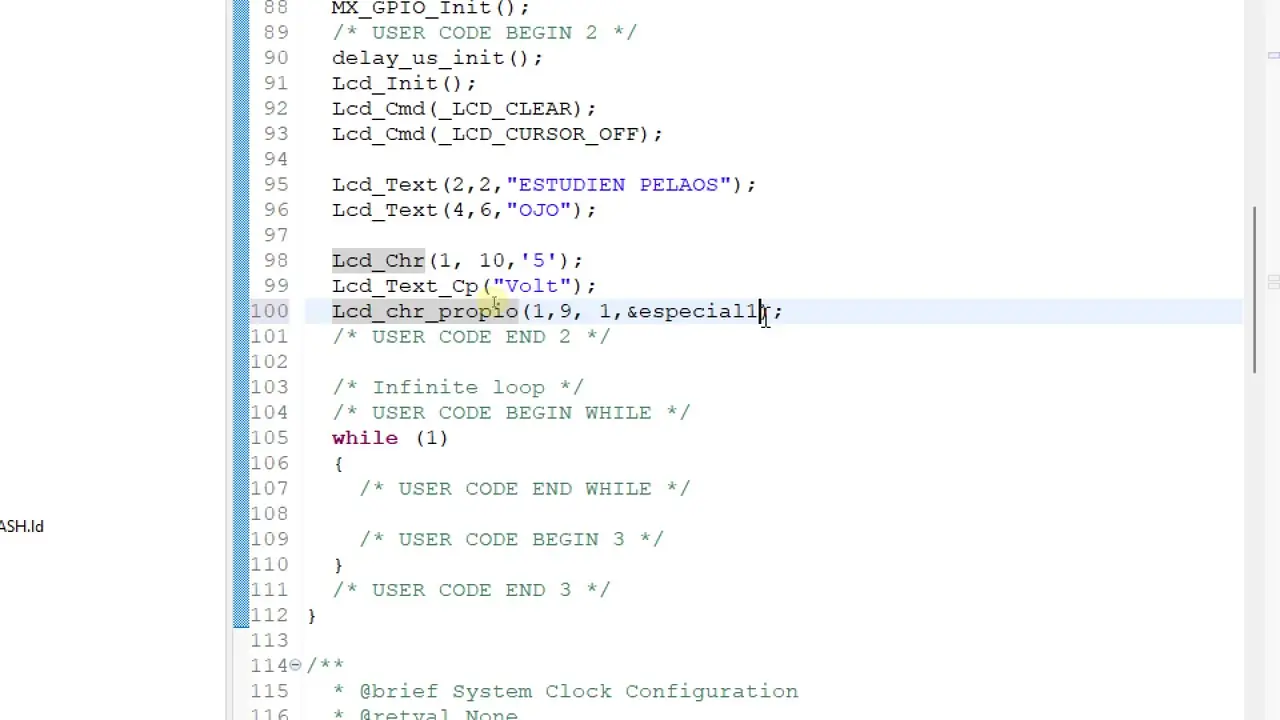 88 MX_GPIO_Init();
89 /* USER CODE BEGIN 2 */
90 delay_us_init();
91 Lcd_Init();
92 Lcd_Cmd(_LCD_CLEAR);
93 Lcd_Cmd(_LCD_CURSOR_OFF);
94
95 Lcd_Text(2,2,"ESTUDIEN PELAOS");
96 Lcd_Text(4,6,"OJO");
97
98 Lcd_Chr(1, 10,'5');
99 Lcd_Text_Cp("Volt");
100 Lcd_chr_propio(1,9, 1,&especial1);
101 /* USER CODE END 2 */
102
103 /* Infinite loop */
104 /* USER CODE BEGIN WHILE */
105 while (1)
106 {
107 /* USER CODE END WHILE */
108
ASH.ld
109 /* USER CODE BEGIN 3 */
110 }
111 /* USER CODE END 3 */
112 }
113
114 /**
115 * @brief System Clock Configuration
116 * @retval None